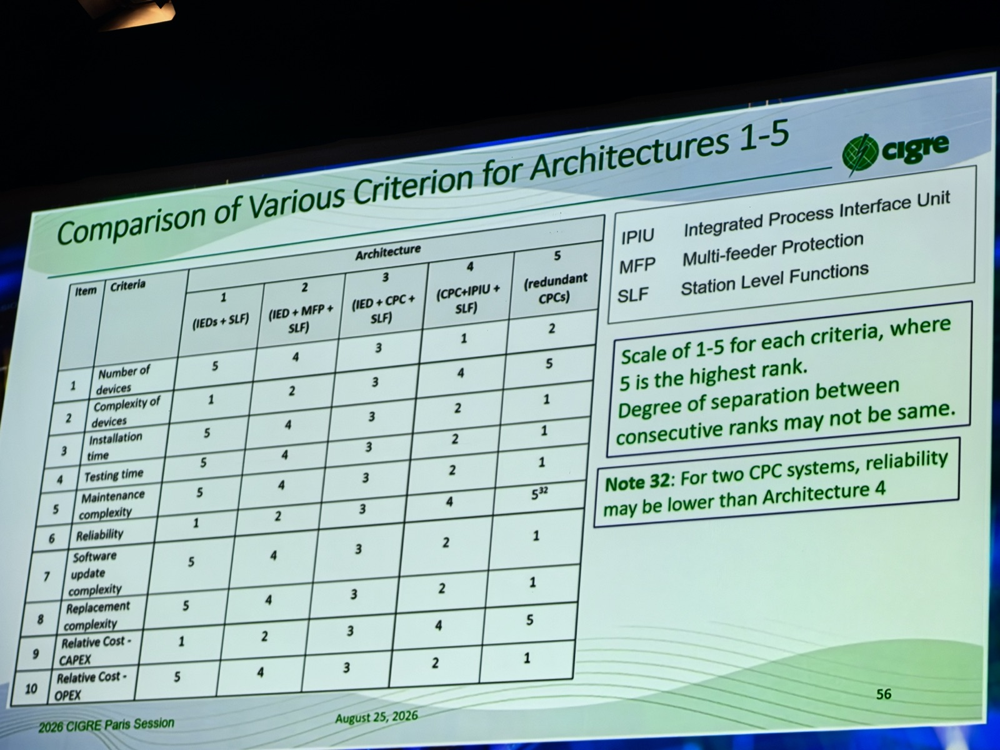 Comparison of Various Criterion for Architectures 1-5
cigre
Item Criteria Architecture
1 (IEDs + SLF)
2 (IED + MFP + SLF)
3 (IED + CPC + SLF)
4 (CPC+IPIU + SLF)
5 (redundant CPCs)
1 Number of devices 5 4 3 1 2
2 Complexity of devices 1 2 3 4 5
3 Installation time 5 4 3 2 1
4 Testing time 5 4 3 2 1
5 Maintenance complexity 5 4 3 2 1
6 Reliability 1 2 3 4 5³²
7 Software update complexity 5 4 3 2 1
8 Replacement complexity 5 4 3 2 1
9 Relative Cost - CAPEX 1 2 3 4 5
10 Relative Cost - OPEX 5 4 3 2 1
IPIU Integrated Process Interface Unit
MFP Multi-feeder Protection
SLF Station Level Functions
Scale of 1-5 for each criteria, where
5 is the highest rank.
Degree of separation between
consecutive ranks may not be same.
Note 32: For two CPC systems, reliability
may be lower than Architecture 4
2026 CIGRE Paris Session
August 25, 2026
56